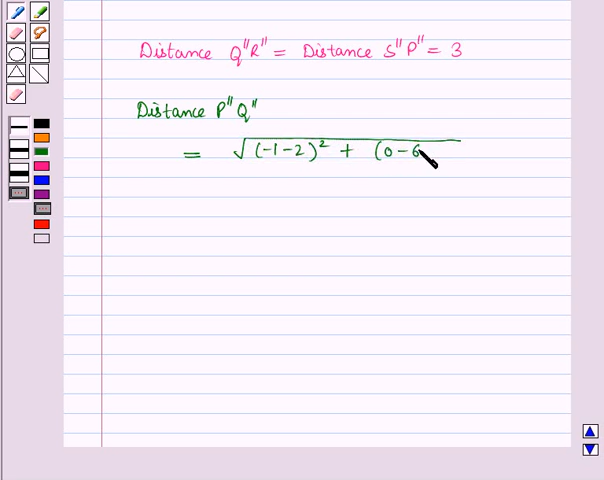 Distance Q"R" = Distance S"P" = 3
Distance P"Q"
= √(-1-2)² + (0-6